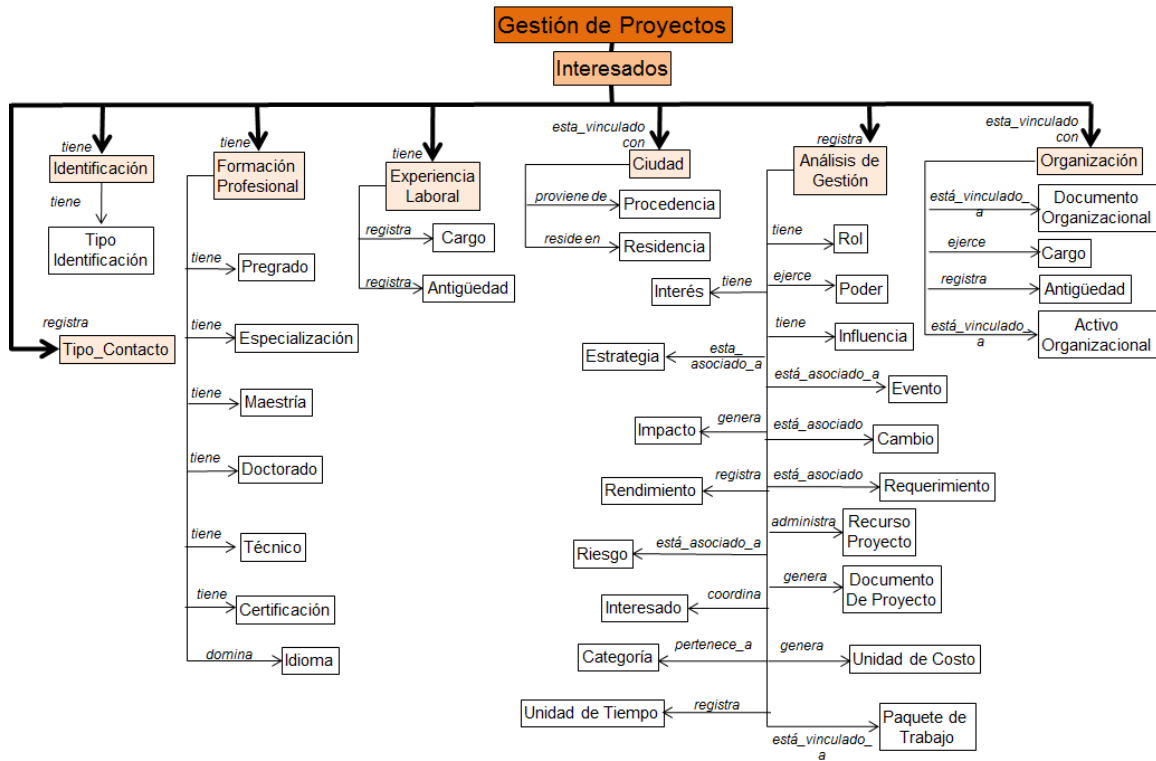 Gestión de Proyectos
Interesados
tiene
Identificación
tiene
Tipo
Identificación
registra
Tipo_Contacto
tiene
Formación
Profesional
tiene
Pregrado
tiene
Especialización
tiene
Maestría
tiene
Doctorado
tiene
Técnico
tiene
Certificación
domina
Idioma
tiene
Experiencia
Laboral
registra
Cargo
registra
Antigüedad
esta_vinculado
con
Ciudad
proviene de
Procedencia
reside en
Residencia
registra
Análisis de
Gestión
tiene
Rol
tiene
Interés
ejerce
Poder
tiene
Influencia
esta_
asociado_a
Estrategia
está_asociado_a
Evento
genera
Impacto
está_asociado
Cambio
registra
Rendimiento
está_asociado
Requerimiento
administra
Recurso
Proyecto
está_asociado_a
Riesgo
genera
Documento
De Proyecto
coordina
Interesado
pertenece_a
Categoría
genera
Unidad de Costo
registra
Unidad de Tiempo
está_vinculado_
a
Paquete de
Trabajo
esta_vinculado
con
Organización
está_vinculado_
a
Documento
Organizacional
ejerce
Cargo
registra
Antigüedad
está_vinculado_
a
Activo
Organizacional